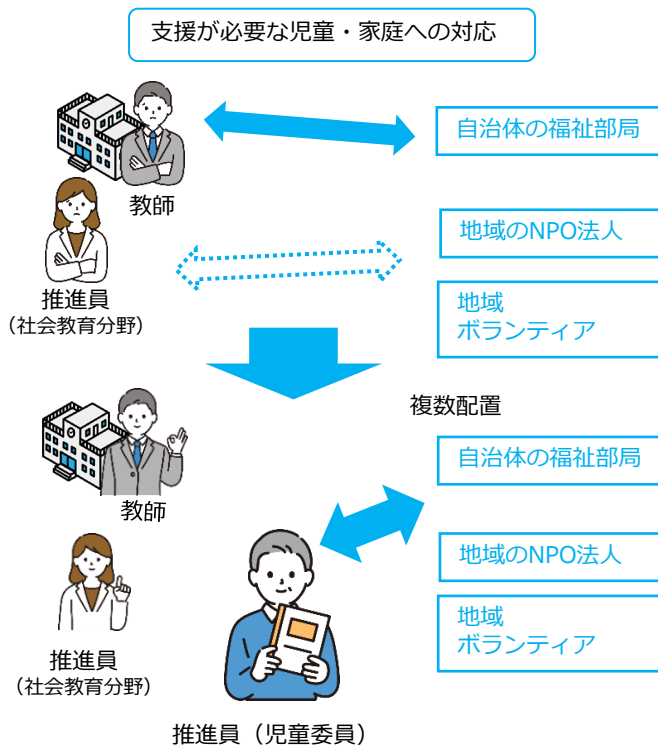 支援が必要な児童・家庭への対応
自治体の福祉部局
教師
地域のNPO法人
推進員
（社会教育分野）
地域
ボランティア
複数配置
自治体の福祉部局
教師
地域のNPO法人
地域
ボランティア
推進員
（社会教育分野）
推進員（児童委員）